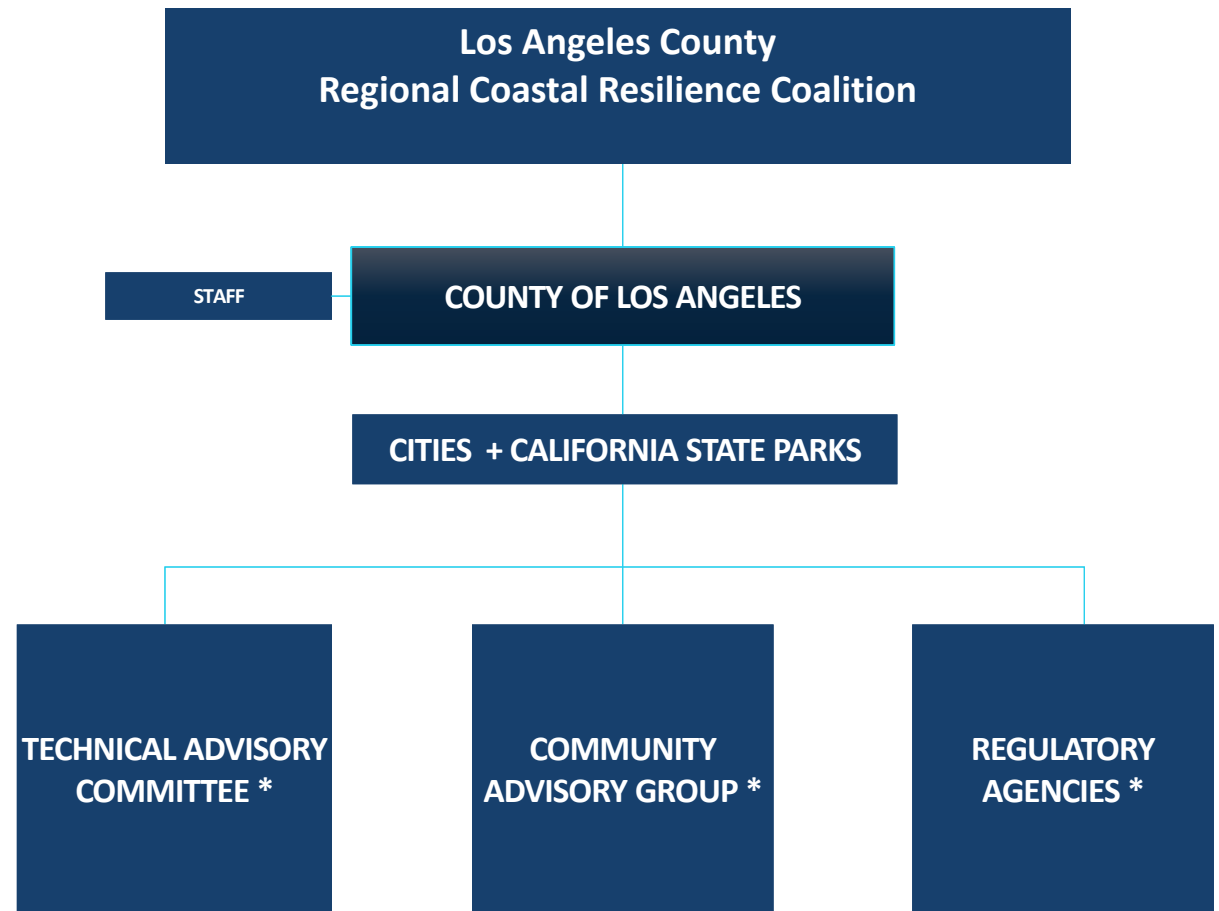 Los Angeles County
Regional Coastal Resilience Coalition
STAFF
COUNTY OF LOS ANGELES
CITIES + CALIFORNIA STATE PARKS
TECHNICAL ADVISORY
COMMITTEE *
COMMUNITY
ADVISORY GROUP *
REGULATORY
AGENCIES *